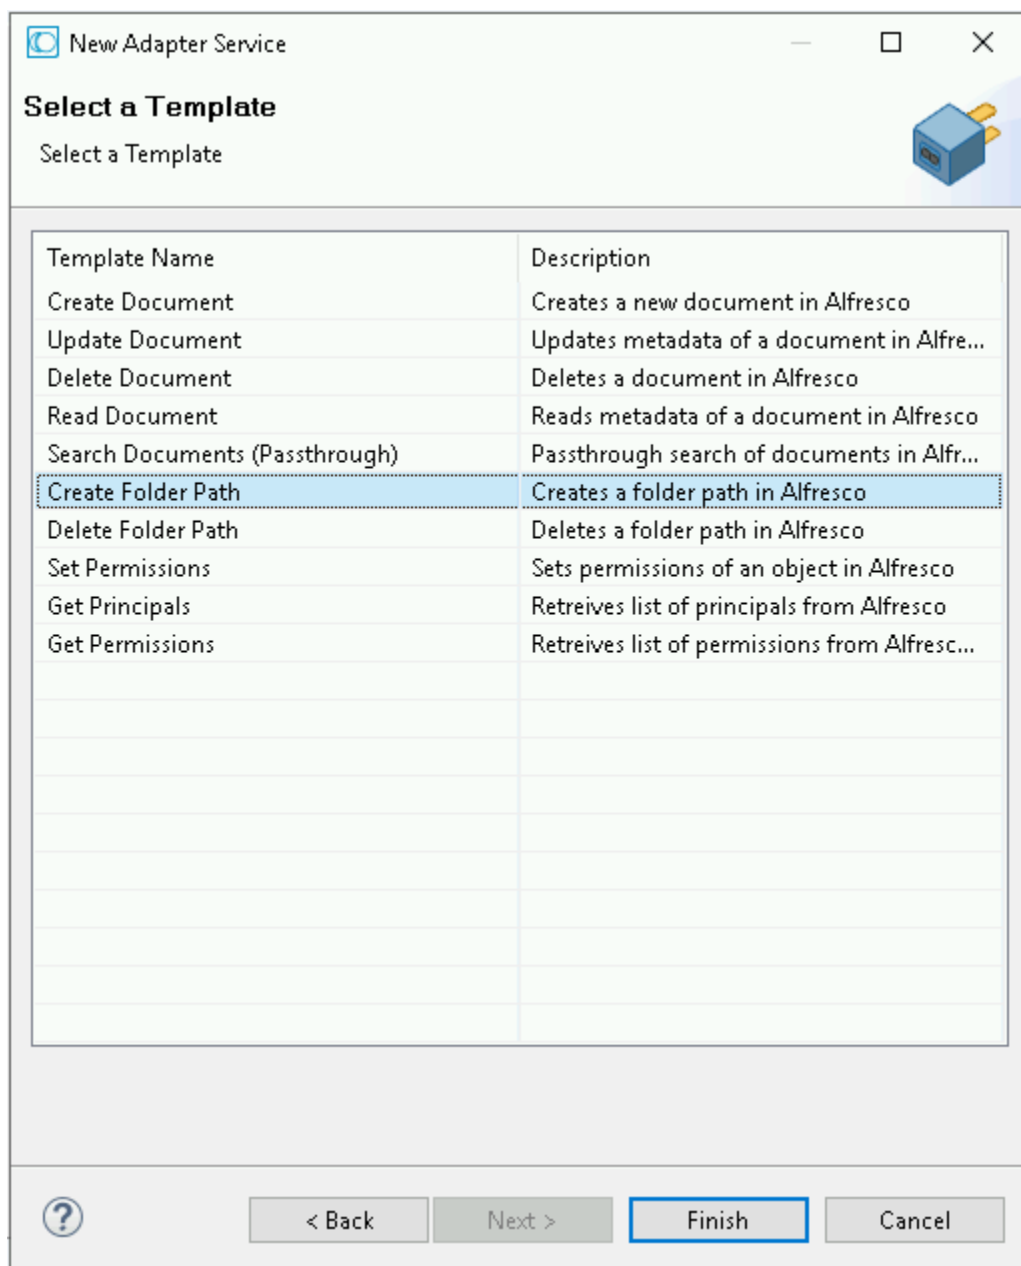 New Adapter Service
Select a Template
Select a Template
Template Name Description
Create Document Creates a new document in Alfresco
Update Document Updates metadata of a document in Alfre...
Delete Document Deletes a document in Alfresco
Read Document Reads metadata of a document in Alfresco
Search Documents (Passthrough) Passthrough search of documents in Alfr...
Create Folder Path Creates a folder path in Alfresco
Delete Folder Path Deletes a folder path in Alfresco
Set Permissions Sets permissions of an object in Alfresco
Get Principals Retreives list of principals from Alfresco
Get Permissions Retreives list of permissions from Alfresc...
? < Back Next > Finish Cancel